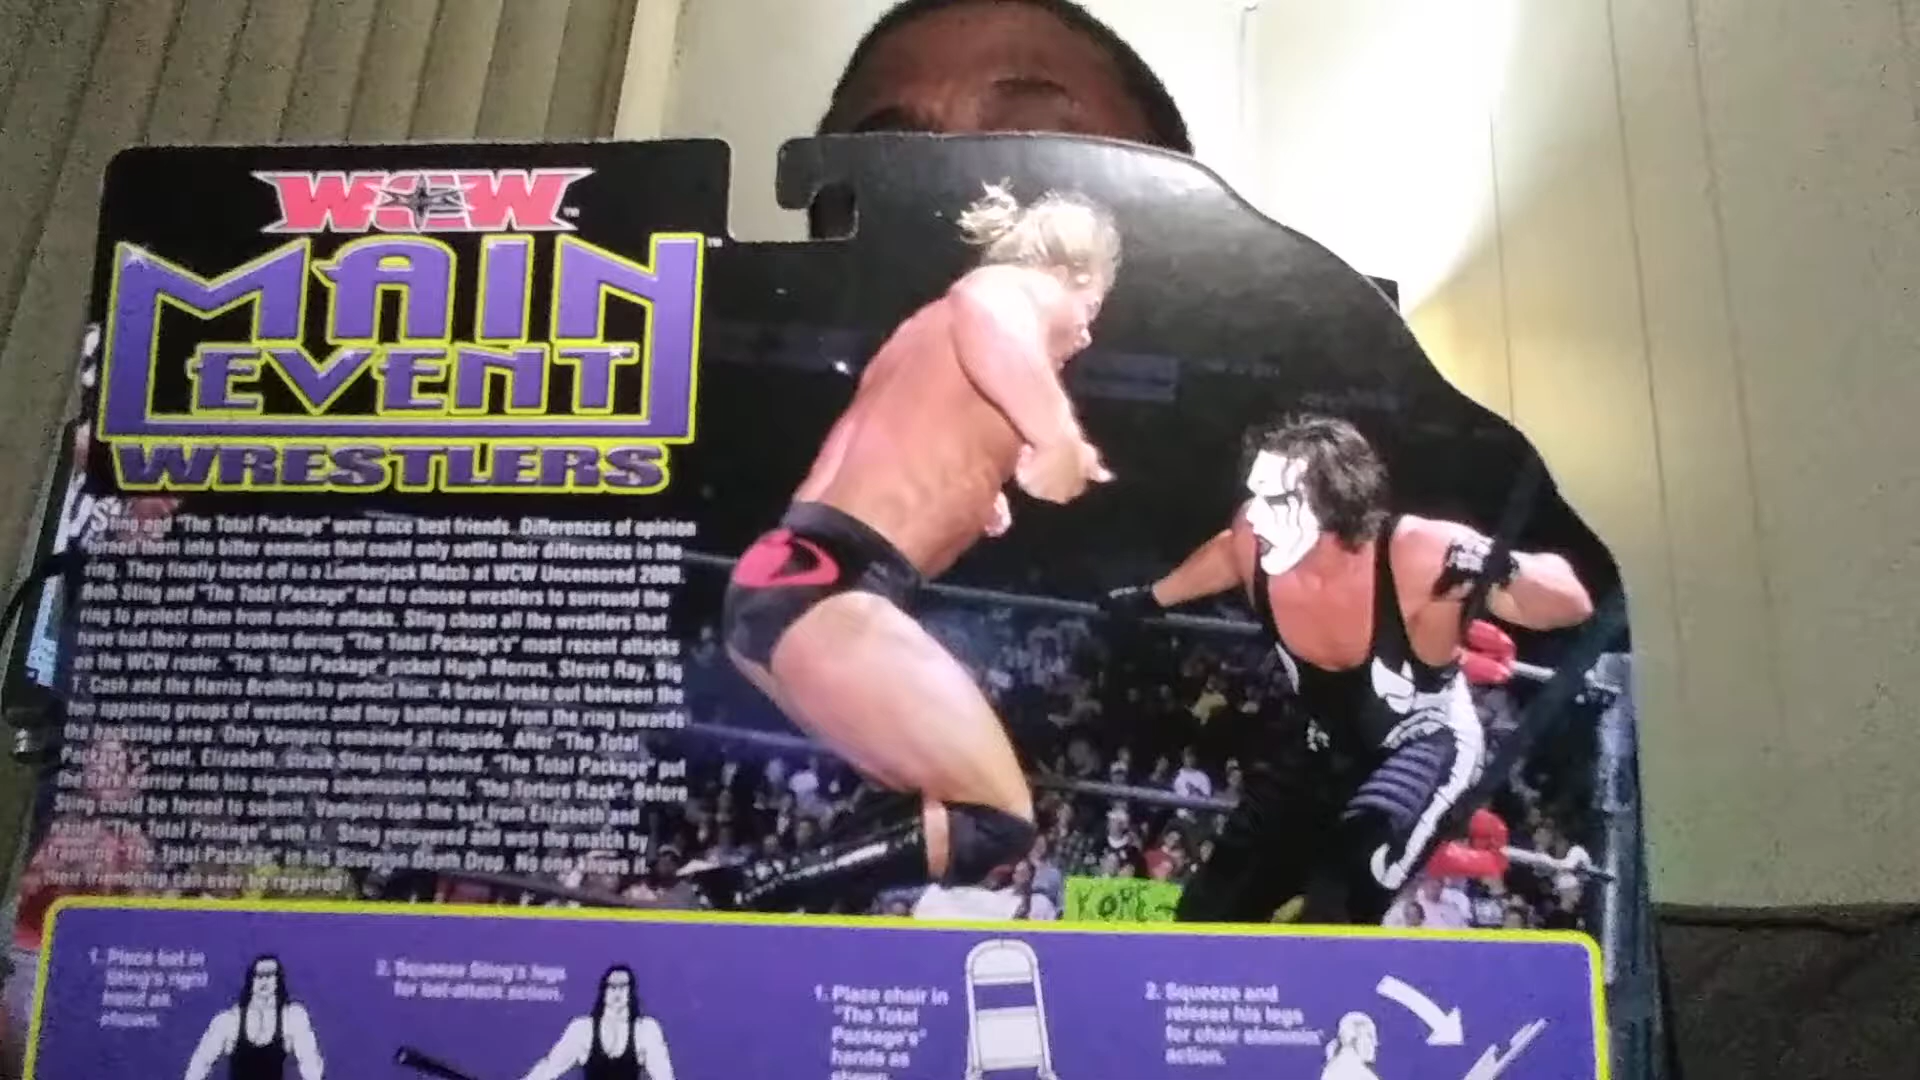 WCW
MAIN
EVENT
WRESTLERS
Sting and "The Total Package" were once best friends. Differences of opinion
turned them into bitter enemies that could only settle their differences in the
ring. They finally faced off in a Lumberjack Match at WCW Uncensored 2000.
Both Sting and "The Total Package" had to choose wrestlers to surround the
ring to protect them from outside attacks. Sting chose all the wrestlers that
have had their arms broken during "The Total Package's" most recent attacks
on the WCW roster. "The Total Package" picked Hugh Morrus, Stevie Ray, Big
T, Cash and the Harris Brothers to protect him. A brawl broke out between the
two opposing groups of wrestlers and they battled away from the ring towards
the backstage area. Only Vampiro remained at ringside. After "The Total
Package's" valet, Elizabeth, struck Sting from behind, "The Total Package" put
the dark warrior into his signature submission hold, "the Torture Rack". Before
Sting could be forced to submit, Vampiro took the bat from Elizabeth and
nailed "The Total Package" with it. Sting recovered and won the match by
trapping "The Total Package" in his Scorpion Death Drop. No one knows if
their friendship can ever be repaired!
1. Place bat in
Sting's right
hand as
shown.
2. Squeeze Sting's legs
for bat-attack action.
1. Place chair in
"The Total
Package's"
hands as
shown.
2. Squeeze and
release his legs
for chair slammin'
action.